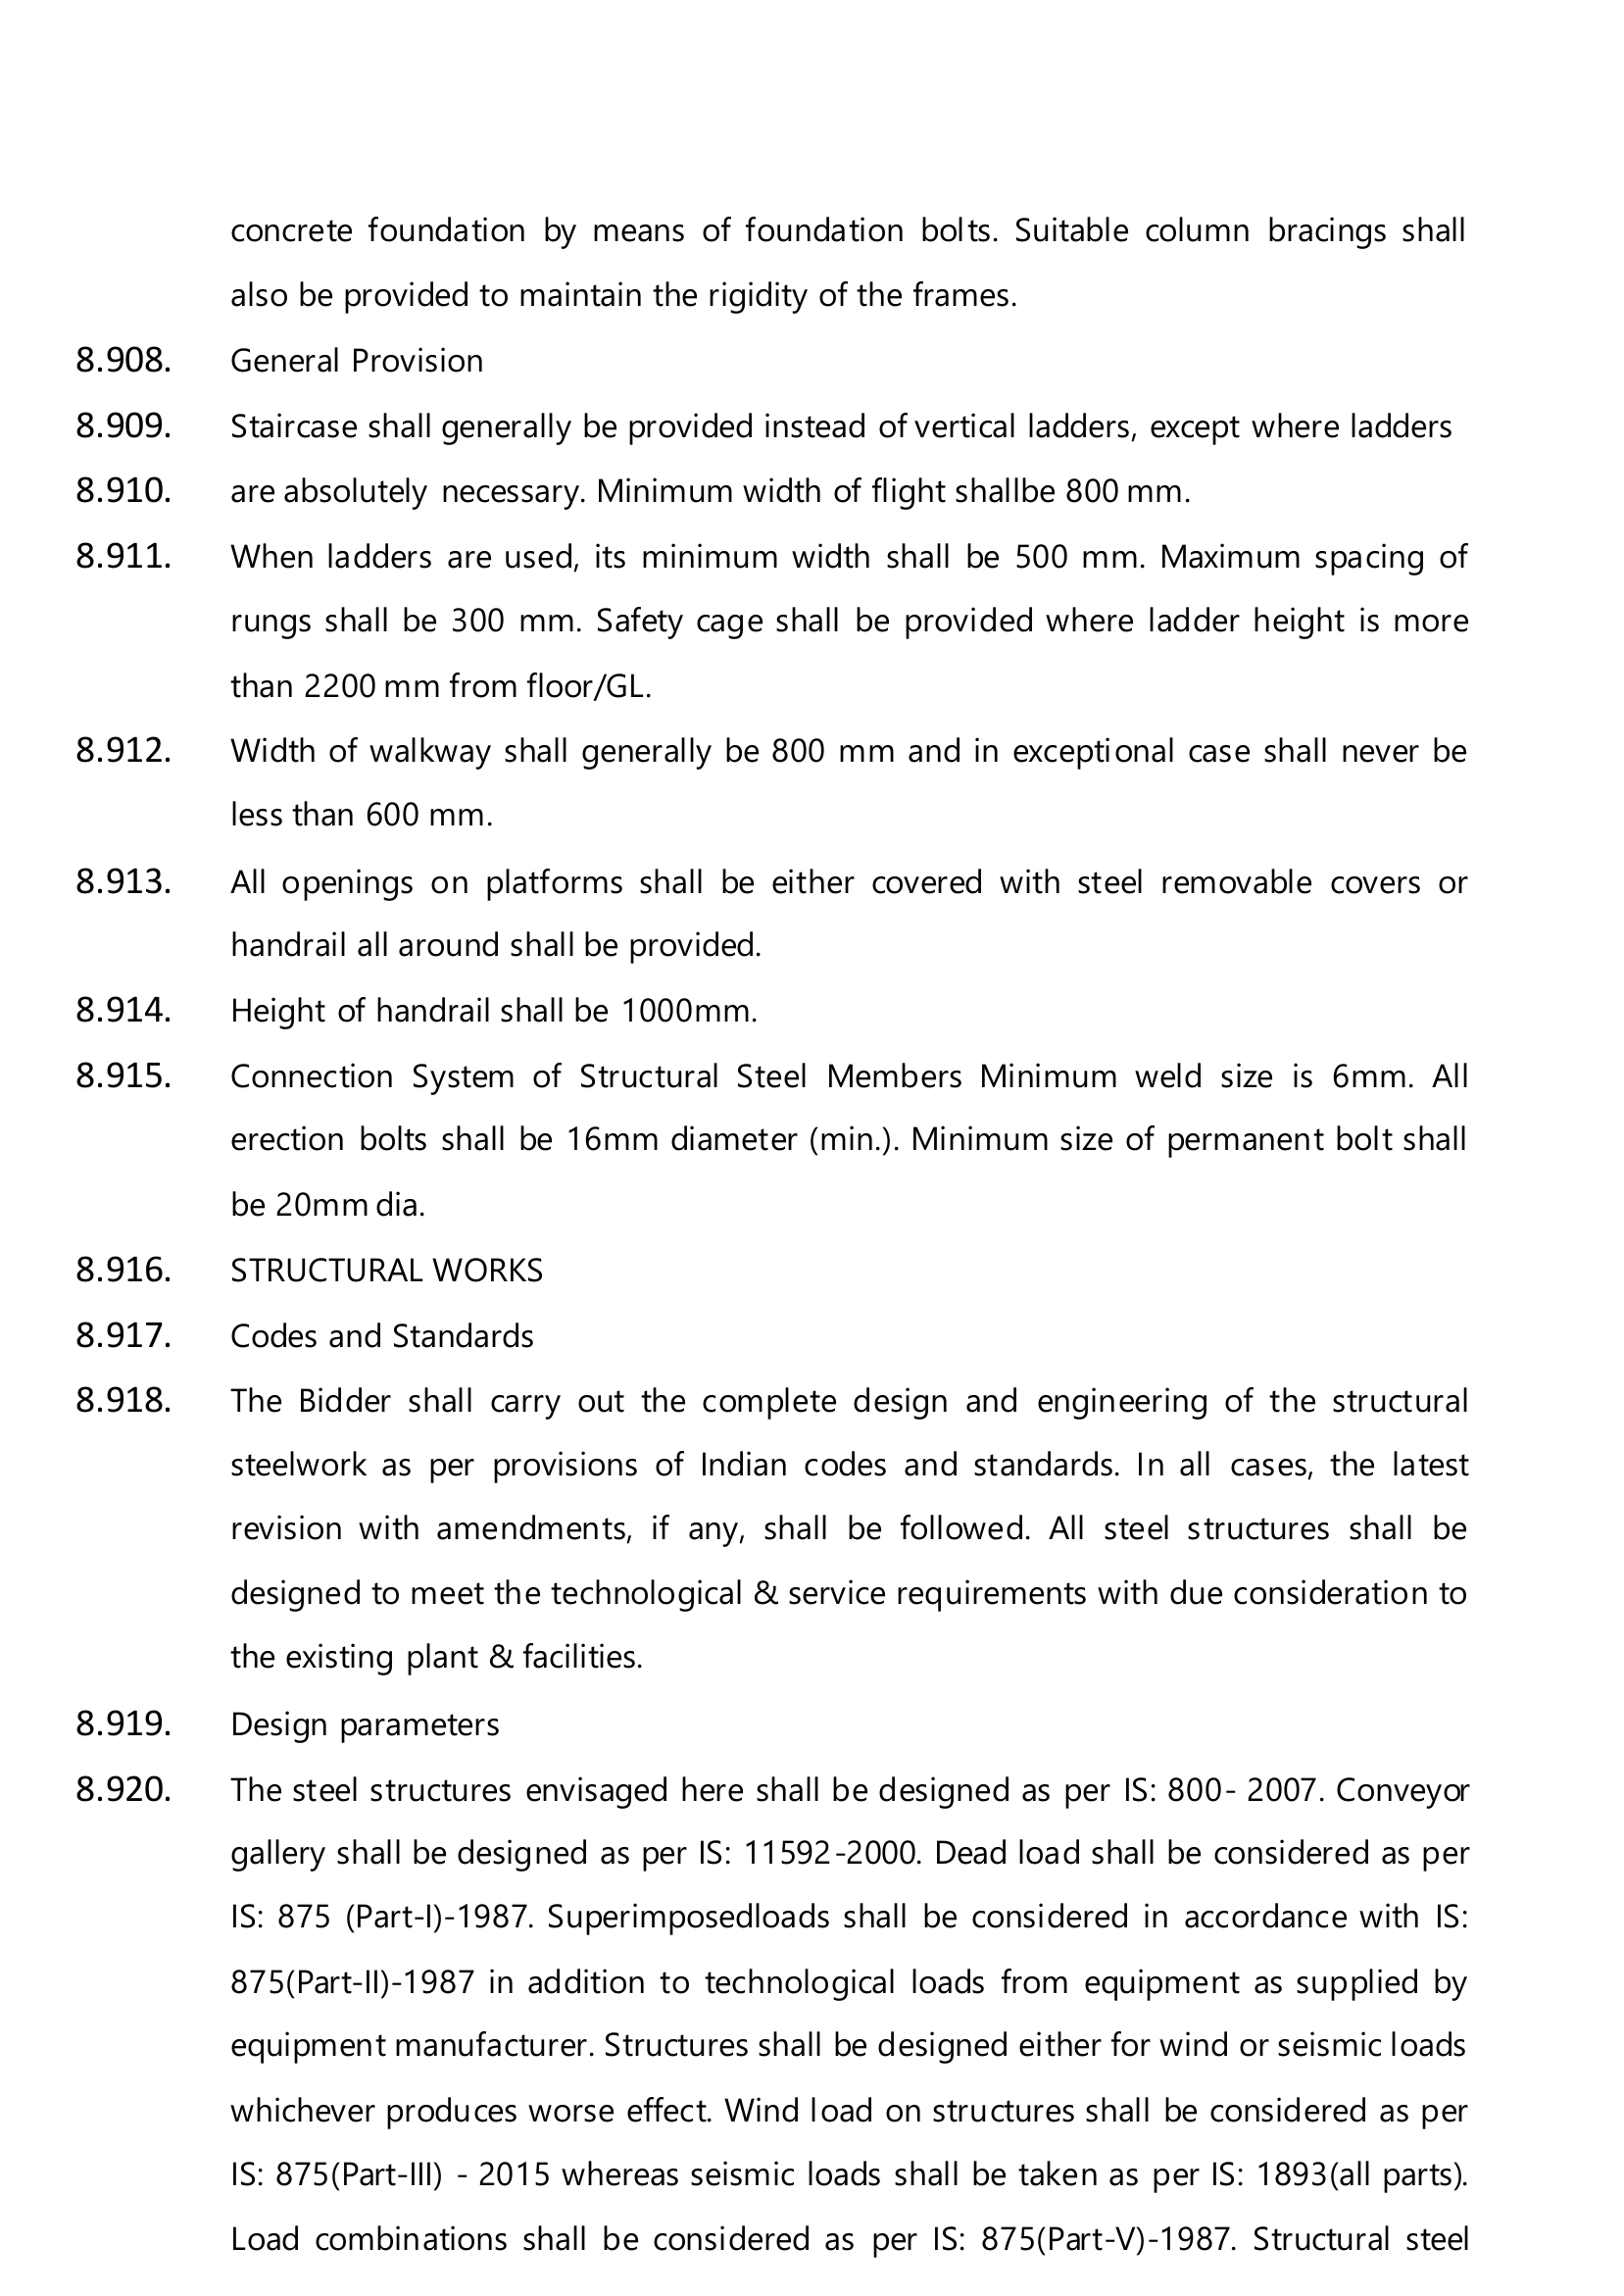 concrete foundation by means of foundation bolts. Suitable column bracings shall
also be provided to maintain the rigidity of the frames.
8.908. General Provision
8.909. Staircase shall generally be provided instead of vertical ladders, except where ladders
8.910. are absolutely necessary. Minimum width of flight shallbe 800 mm.
8.911. When ladders are used, its minimum width shall be 500 mm. Maximum spacing of
rungs shall be 300 mm. Safety cage shall be provided where ladder height is more
than 2200 mm from floor/GL.
8.912. Width of walkway shall generally be 800 mm and in exceptional case shall never be
less than 600 mm.
8.913. All openings on platforms shall be either covered with steel removable covers or
handrail all around shall be provided.
8.914. Height of handrail shall be 1000mm.
8.915. Connection System of Structural Steel Members Minimum weld size is 6mm. All
erection bolts shall be 16mm diameter (min.). Minimum size of permanent bolt shall
be 20mm dia.
8.916. STRUCTURAL WORKS
8.917. Codes and Standards
8.918. The Bidder shall carry out the complete design and engineering of the structural
steelwork as per provisions of Indian codes and standards. In all cases, the latest
revision with amendments, if any, shall be followed. All steel structures shall be
designed to meet the technological & service requirements with due consideration to
the existing plant & facilities.
8.919. Design parameters
8.920. The steel structures envisaged here shall be designed as per IS: 800- 2007. Conveyor
gallery shall be designed as per IS: 11592-2000. Dead load shall be considered as per
IS: 875 (Part-I)-1987. Superimposedloads shall be considered in accordance with IS:
875(Part-II)-1987 in addition to technological loads from equipment as supplied by
equipment manufacturer. Structures shall be designed either for wind or seismic loads
whichever produces worse effect. Wind load on structures shall be considered as per
IS: 875(Part-III) - 2015 whereas seismic loads shall be taken as per IS: 1893(all parts).
Load combinations shall be considered as per IS: 875(Part-V)-1987. Structural steel